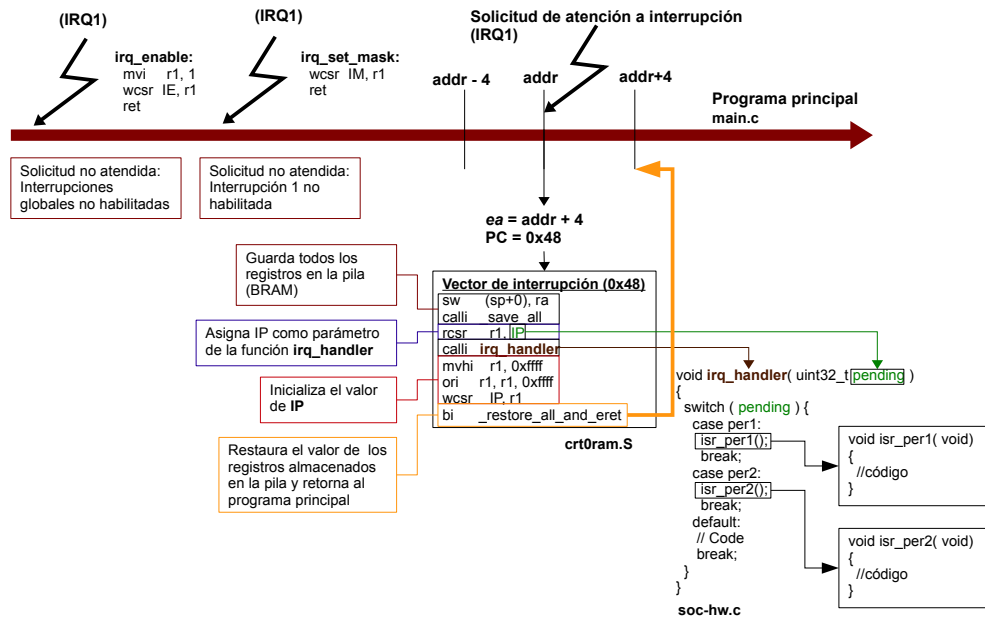 (IRQ1)
irq_enable:
mvi r1, 1
wcsr IE, r1
ret
(IRQ1)
irq_set_mask:
wcsr IM, r1
ret
Solicitud de atención a interrupción
(IRQ1)
addr - 4
addr
addr+4
Programa principal
main.c
Solicitud no atendida:
Interrupciones
globales no habilitadas
Solicitud no atendida:
Interrupción 1 no
habilitada
ea = addr + 4
PC = 0x48
Guarda todos los
registros en la pila
(BRAM)
Asigna IP como parámetro
de la función irq_handler
Inicializa el valor
de IP
Restaura el valor de los
registros almacenados
en la pila y retorna al
programa principal
Vector de interrupción (0x48)
sw (sp+0), ra
calli _save_all
rcsr r1, IP
calli irq_handler
mvhi r1, 0xffff
ori r1, r1, 0xffff
wcsr IP, r1
bi _restore_all_and_eret
crt0ram.S
void irq_handler( uint32_t pending )
{
switch ( pending ) {
case per1:
isr_per1();
break;
case per2:
isr_per2();
break;
default:
// Code
break;
}
}
soc-hw.c
void isr_per1( void)
{
//código
}
void isr_per2( void)
{
//código
}